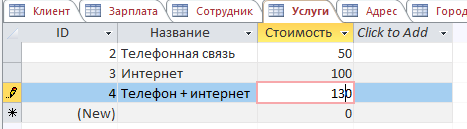 Клиент Зарплата Сотрудник Услуги Адрес Город
ID Название Стоимость Click to Add
2 Телефонная связь 50
3 Интернет 100
4 Телефон + интернет 130
(New) 0